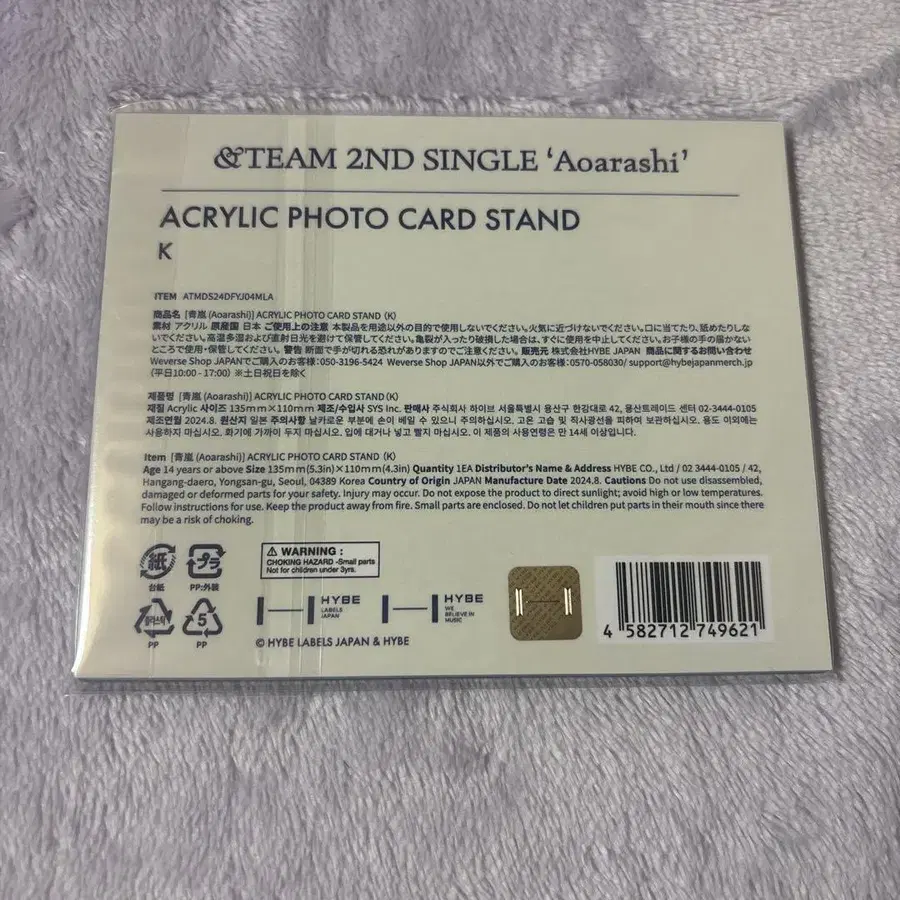 &TEAM 2ND SINGLE 'Aoarashi'
ACRYLIC PHOTO CARD STAND
K
ITEM ATMDS24DFYJ04MLA
商品名 [青嵐 (Aoarashi)] ACRYLIC PHOTO CARD STAND (K)
素材 アクリル 原産国 日本 ご使用上の注意 本製品を用途以外の目的で使用しないでください。火気に近づけないでください。口に当てたり、舐めたりしな
いでください。高温多湿および直射日光を避けて保管してください。亀裂が入ったり破損した場合は、すぐに使用を中止してください。お子様の手の届かない
ところで使用・保管してください。 警告 断面で手が切れる恐れがありますのでご注意ください。 販売元 株式会社HYBE JAPAN 商品に関するお問い合わせ
Weverse Shop JAPANでご購入のお客様：050-3196-5424 Weverse Shop JAPAN以外でご購入のお客様：0570-058030/ support@hybejapanmerch.jp
(平日10:00 - 17:00) ※土日祝日を除く
제품명 [青嵐 (Aoarashi)] ACRYLIC PHOTO CARD STAND (K)
재질 Acrylic 사이즈 135mm×110mm 제조/수입사 SYS Inc. 판매사 주식회사 하이브 서울특별시 용산구 한강대로 42, 용산트레이드 센터 02-3444-0105
제조연월 2024.8. 원산지 일본 주의사항 날카로운 부분에 손이 베일 수 있으니 주의하십시오. 고온 고습 및 직사광선을 피하여 보관하십시오. 용도 이외에는
사용하지 마십시오. 화기에 가까이 두지 마십시오. 입에 대거나 넣고 빨지 마십시오. 이 제품의 사용연령은 만 14세 이상입니다.
Item [青嵐 (Aoarashi)] ACRYLIC PHOTO CARD STAND (K)
Age 14 years or above Size 135mm(5.3in)×110mm(4.3in) Quantity 1EA Distributor's Name & Address HYBE CO., Ltd / 02 3444-0105 / 42,
Hangang-daero, Yongsan-gu, Seoul, 04389 Korea Country of Origin JAPAN Manufacture Date 2024.8. Cautions Do not use disassembled,
damaged or deformed parts for your safety. Injury may occur. Do not expose the product to direct sunlight; avoid high or low temperatures.
Follow instructions for use. Keep the product away from fire. Small parts are enclosed. Do not let children put parts in their mouth since there
may be a risk of choking.
紙
台紙
プラ
PP:外装
⚠ WARNING :
CHOKING HAZARD -Small parts
Not for children under 3yrs.
플라스틱
PP
5
PP
HYBE
LABELS
JAPAN
HYBE
WE
BELIEVE IN
MUSIC
© HYBE LABELS JAPAN & HYBE
4 582712 749621